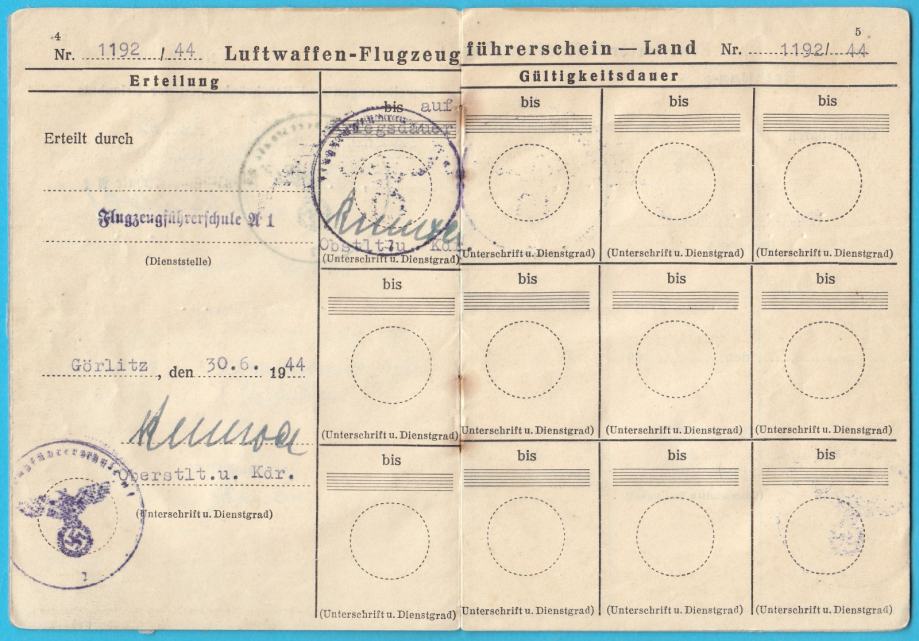 4
Nr. 1192 / 44
Luftwaffen-Flugzeugführerschein — Land
5
Nr. 1192/ 44
Erteilung
Gültigkeitsdauer
Erteilt durch
Flugzeugführerschule A 1
(Dienststelle)
Görlitz, den 30.6. 1944
Oberstlt.u. Kdr.
(Unterschrift u. Dienstgrad)
bis auf
Kriegsdauer
Obstlt.u. Kdr.
(Unterschrift u. Dienstgrad)
bis
(Unterschrift u. Dienstgrad)
bis
(Unterschrift u. Dienstgrad)
bis
(Unterschrift u. Dienstgrad)
bis
(Unterschrift u. Dienstgrad)
bis
(Unterschrift u. Dienstgrad)
bis
(Unterschrift u. Dienstgrad)
bis
(Unterschrift u. Dienstgrad)
bis
(Unterschrift u. Dienstgrad)
bis
(Unterschrift u. Dienstgrad)
bis
(Unterschrift u. Dienstgrad)
bis
(Unterschrift u. Dienstgrad)